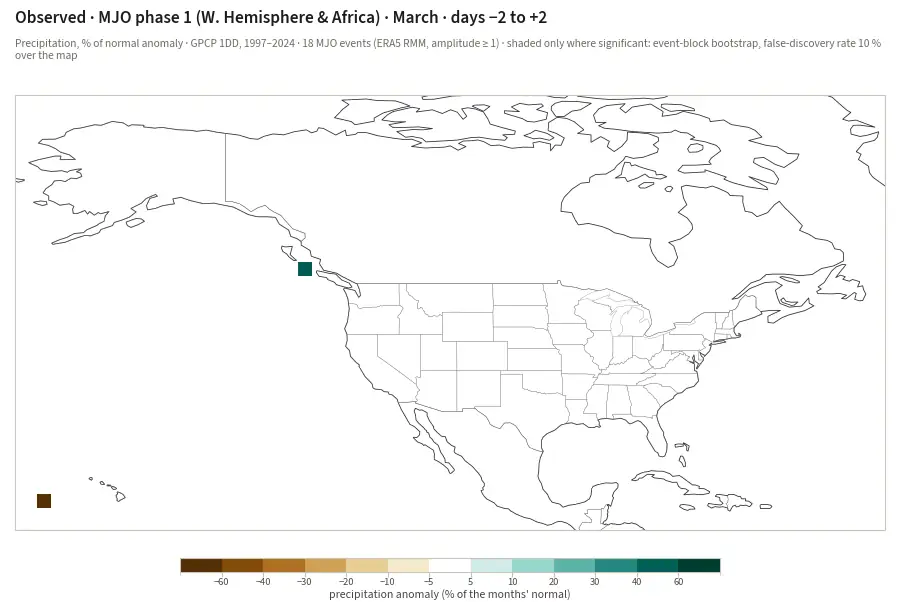 Observed · MJO phase 1 (W. Hemisphere & Africa) · March · days −2 to +2
Precipitation, % of normal anomaly · GPCP 1DD, 1997–2024 · 18 MJO events (ERA5 RMM, amplitude ≥ 1) · shaded only where significant: event-block bootstrap, false-discovery rate 10 %
over the map
−60 −40 −30 −20 −10 −5 5 10 20 30 40 60
precipitation anomaly (% of the months' normal)